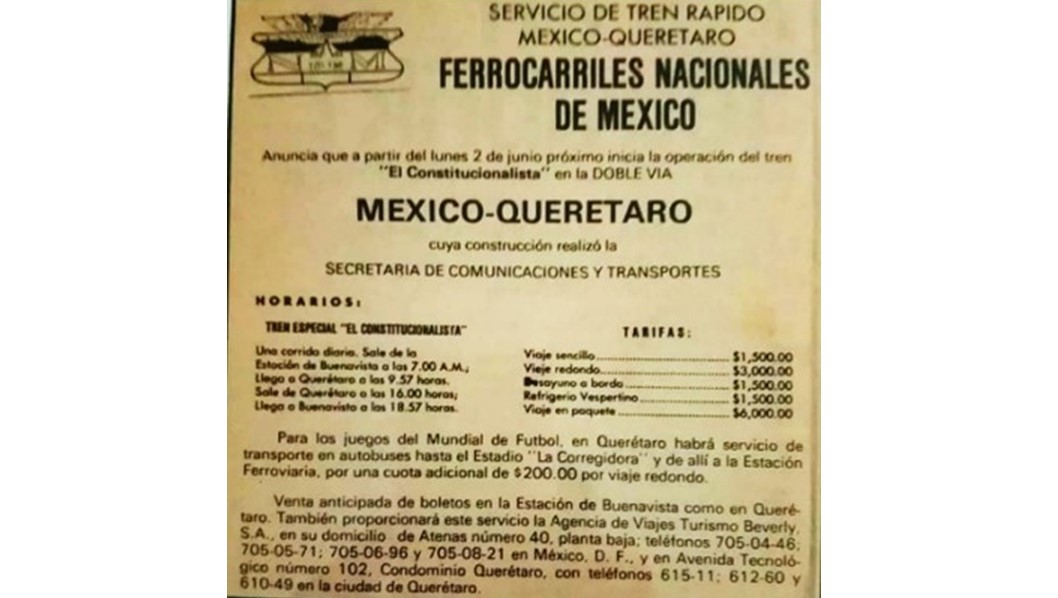 SERVICIO DE TREN RAPIDO
MEXICO-QUERETARO
FERROCARRILES NACIONALES
DE MEXICO
Anuncia que a partir del lunes 2 de junio próximo inicia la operación del tren
"El Constitucionalista" en la DOBLE VIA
MEXICO-QUERETARO
cuya construcción realizó la
SECRETARIA DE COMUNICACIONES Y TRANSPORTES
HORARIOS:
TREN ESPECIAL "EL CONSTITUCIONALISTA"
Una corrida diaria. Sale de la
Estación de Buenavista a las 7.00 A.M.;
Llega a Querétaro a las 9.57 horas.
Sale de Querétaro a las 16.00 horas;
Llega a Buenavista a las 18.57 horas.
TARIFAS:
Viaje sencillo.............................. $1,500.00
Viaje redondo.............................. $3,000.00
Desayuno a bordo........................ $1,500.00
Refrigerio Vespertino.................... $1,500.00
Viaje en paquete ......................... $6,000.00
Para los juegos del Mundial de Futbol, en Querétaro habrá servicio de
transporte en autobuses hasta el Estadio "La Corregidora" y de allí a la Estación
Ferroviaria, por una cuota adicional de $200.00 por viaje redondo.
Venta anticipada de boletos en la Estación de Buenavista como en Queré-
taro. También proporcionará este servicio la Agencia de Viajes Turismo Beverly,
S.A., en su domicilio de Atenas número 40, planta baja; teléfonos 705-04-46;
705-05-71; 705-06-96 y 705-08-21 en México, D. F., y en Avenida Tecnoló-
gico número 102, Condominio Querétaro, con teléfonos 615-11; 612-60 y
610-49 en la ciudad de Querétaro.